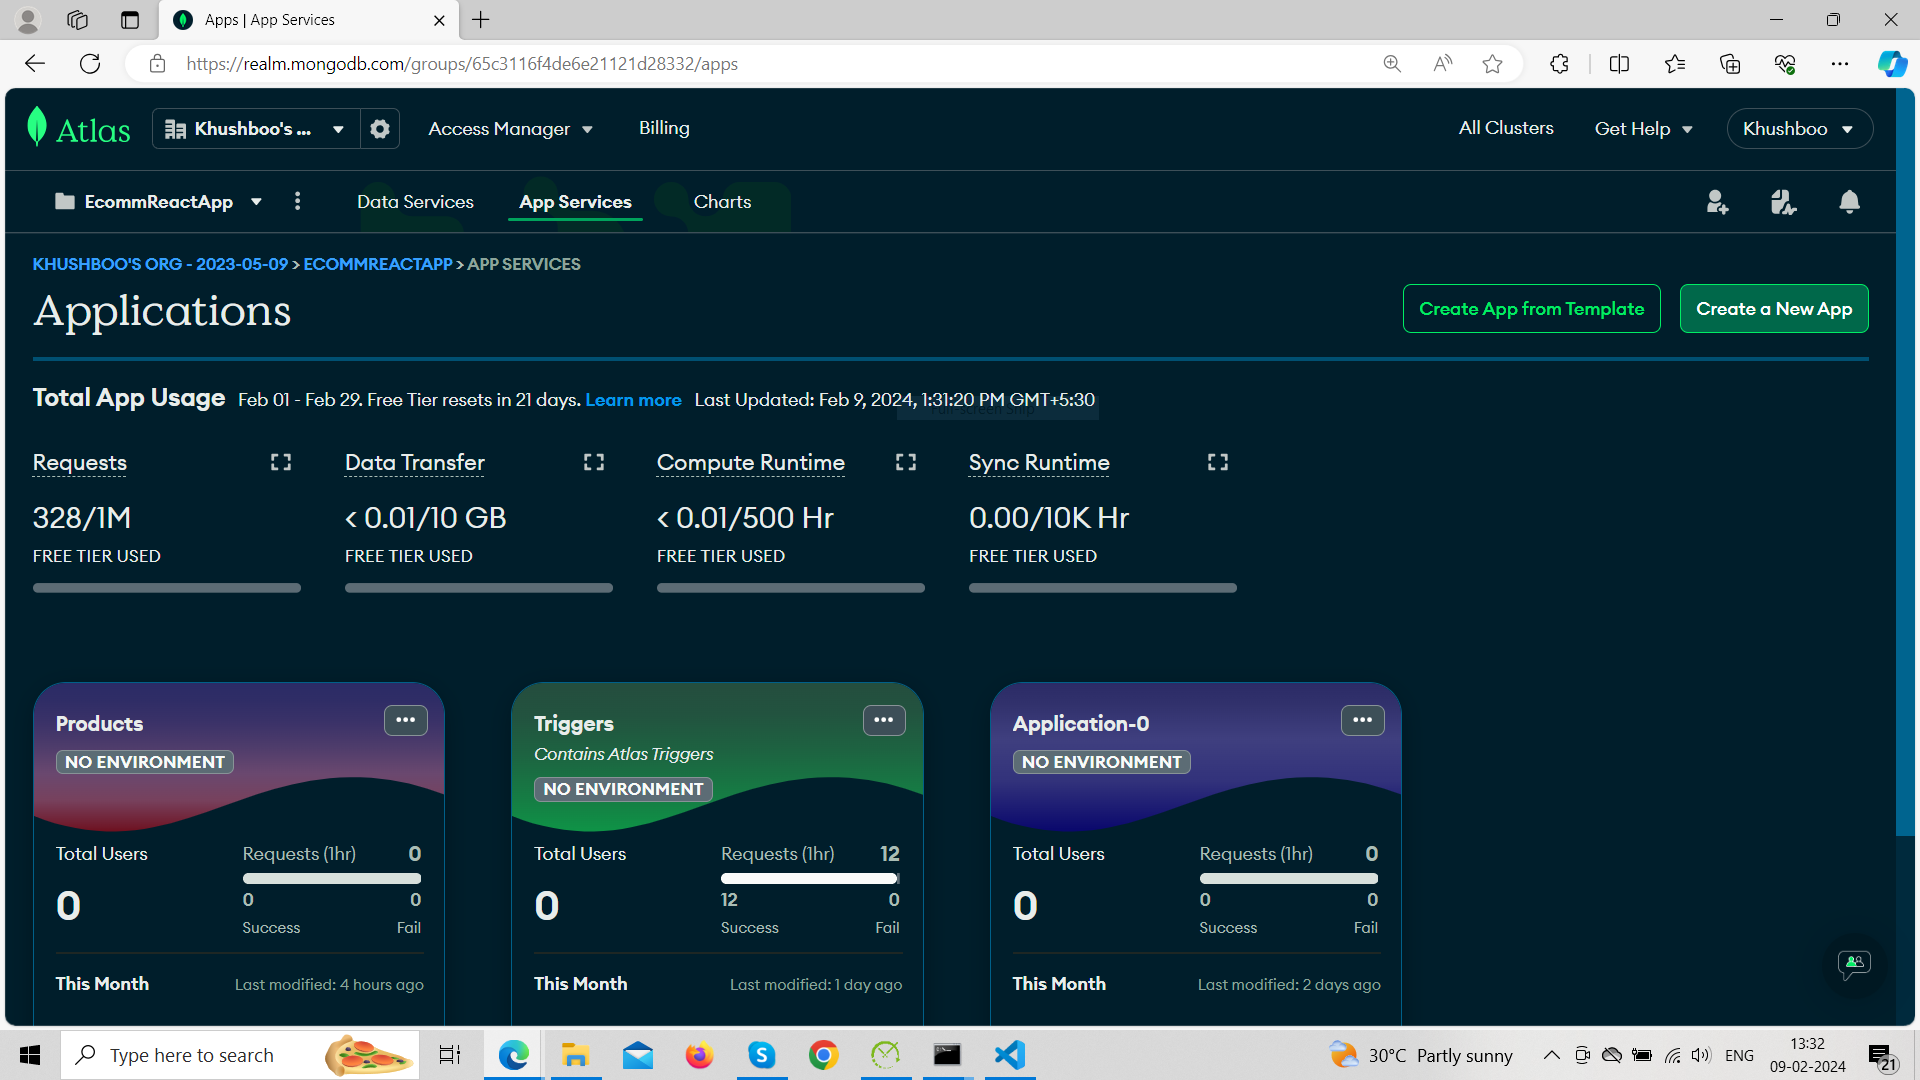 Apps | App Services
https://realm.mongodb.com/groups/65c3116f4de6e21121d28332/apps
Atlas
Khushboo's ...
Access Manager
Billing
All Clusters
Get Help
Khushboo
EcommReactApp
Data Services
App Services
Charts
KHUSHBOO'S ORG - 2023-05-09 > ECOMMREACTAPP > APP SERVICES
Applications
Create App from Template
Create a New App
Total App Usage Feb 01 - Feb 29. Free Tier resets in 21 days. Learn more Last Updated: Feb 9, 2024, 1:31:20 PM GMT+5:30
Full-screen Snip
Requests
Data Transfer
Compute Runtime
Sync Runtime
328/1M
< 0.01/10 GB
< 0.01/500 Hr
0.00/10K Hr
FREE TIER USED
FREE TIER USED
FREE TIER USED
FREE TIER USED
Products
NO ENVIRONMENT
Total Users
Requests (1hr) 0
0
0 0
Success Fail
This Month
Last modified: 4 hours ago
Triggers
Contains Atlas Triggers
NO ENVIRONMENT
Total Users
Requests (1hr) 12
0
12 0
Success Fail
This Month
Last modified: 1 day ago
Application-0
NO ENVIRONMENT
Total Users
Requests (1hr) 0
0
0 0
Success Fail
This Month
Last modified: 2 days ago
Type here to search
30°C Partly sunny
ENG
13:32
09-02-2024
21